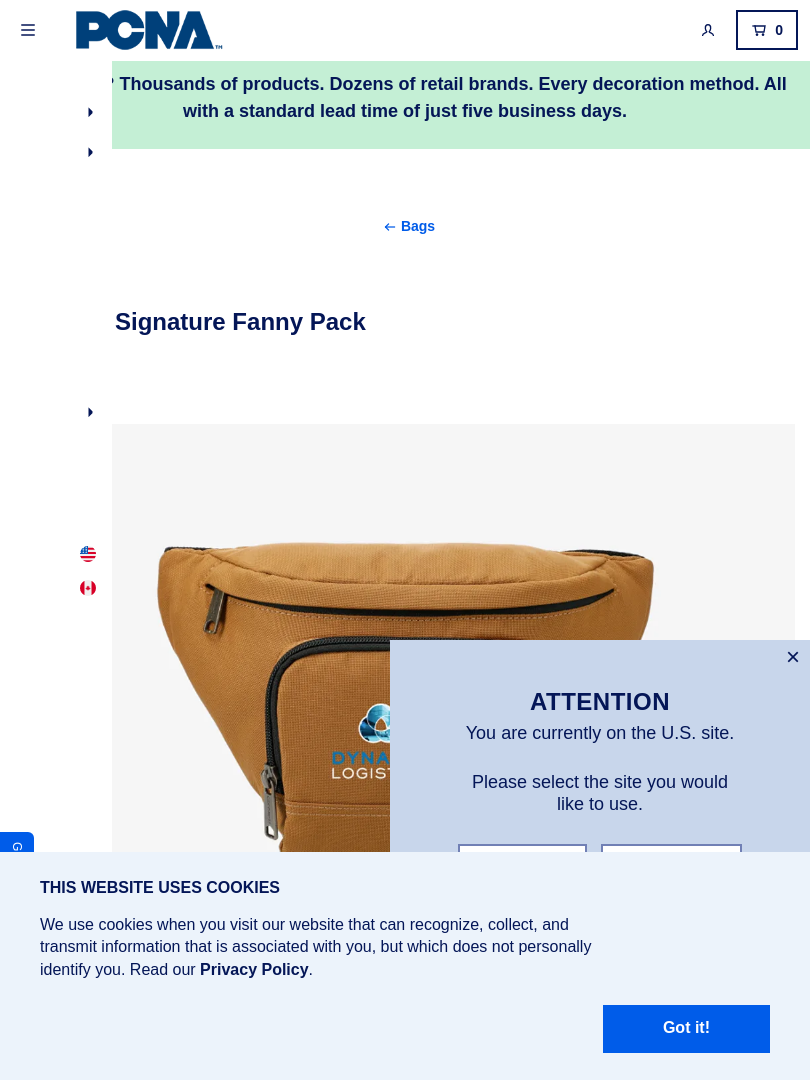 PCNA™
0
? Thousands of products. Dozens of retail brands. Every decoration method. All
with a standard lead time of just five business days.
← Bags
Signature Fanny Pack
LOGIST
ATTENTION
You are currently on the U.S. site.
Please select the site you would
like to use.
G
THIS WEBSITE USES COOKIES
We use cookies when you visit our website that can recognize, collect, and
transmit information that is associated with you, but which does not personally
identify you. Read our Privacy Policy.
Got it!